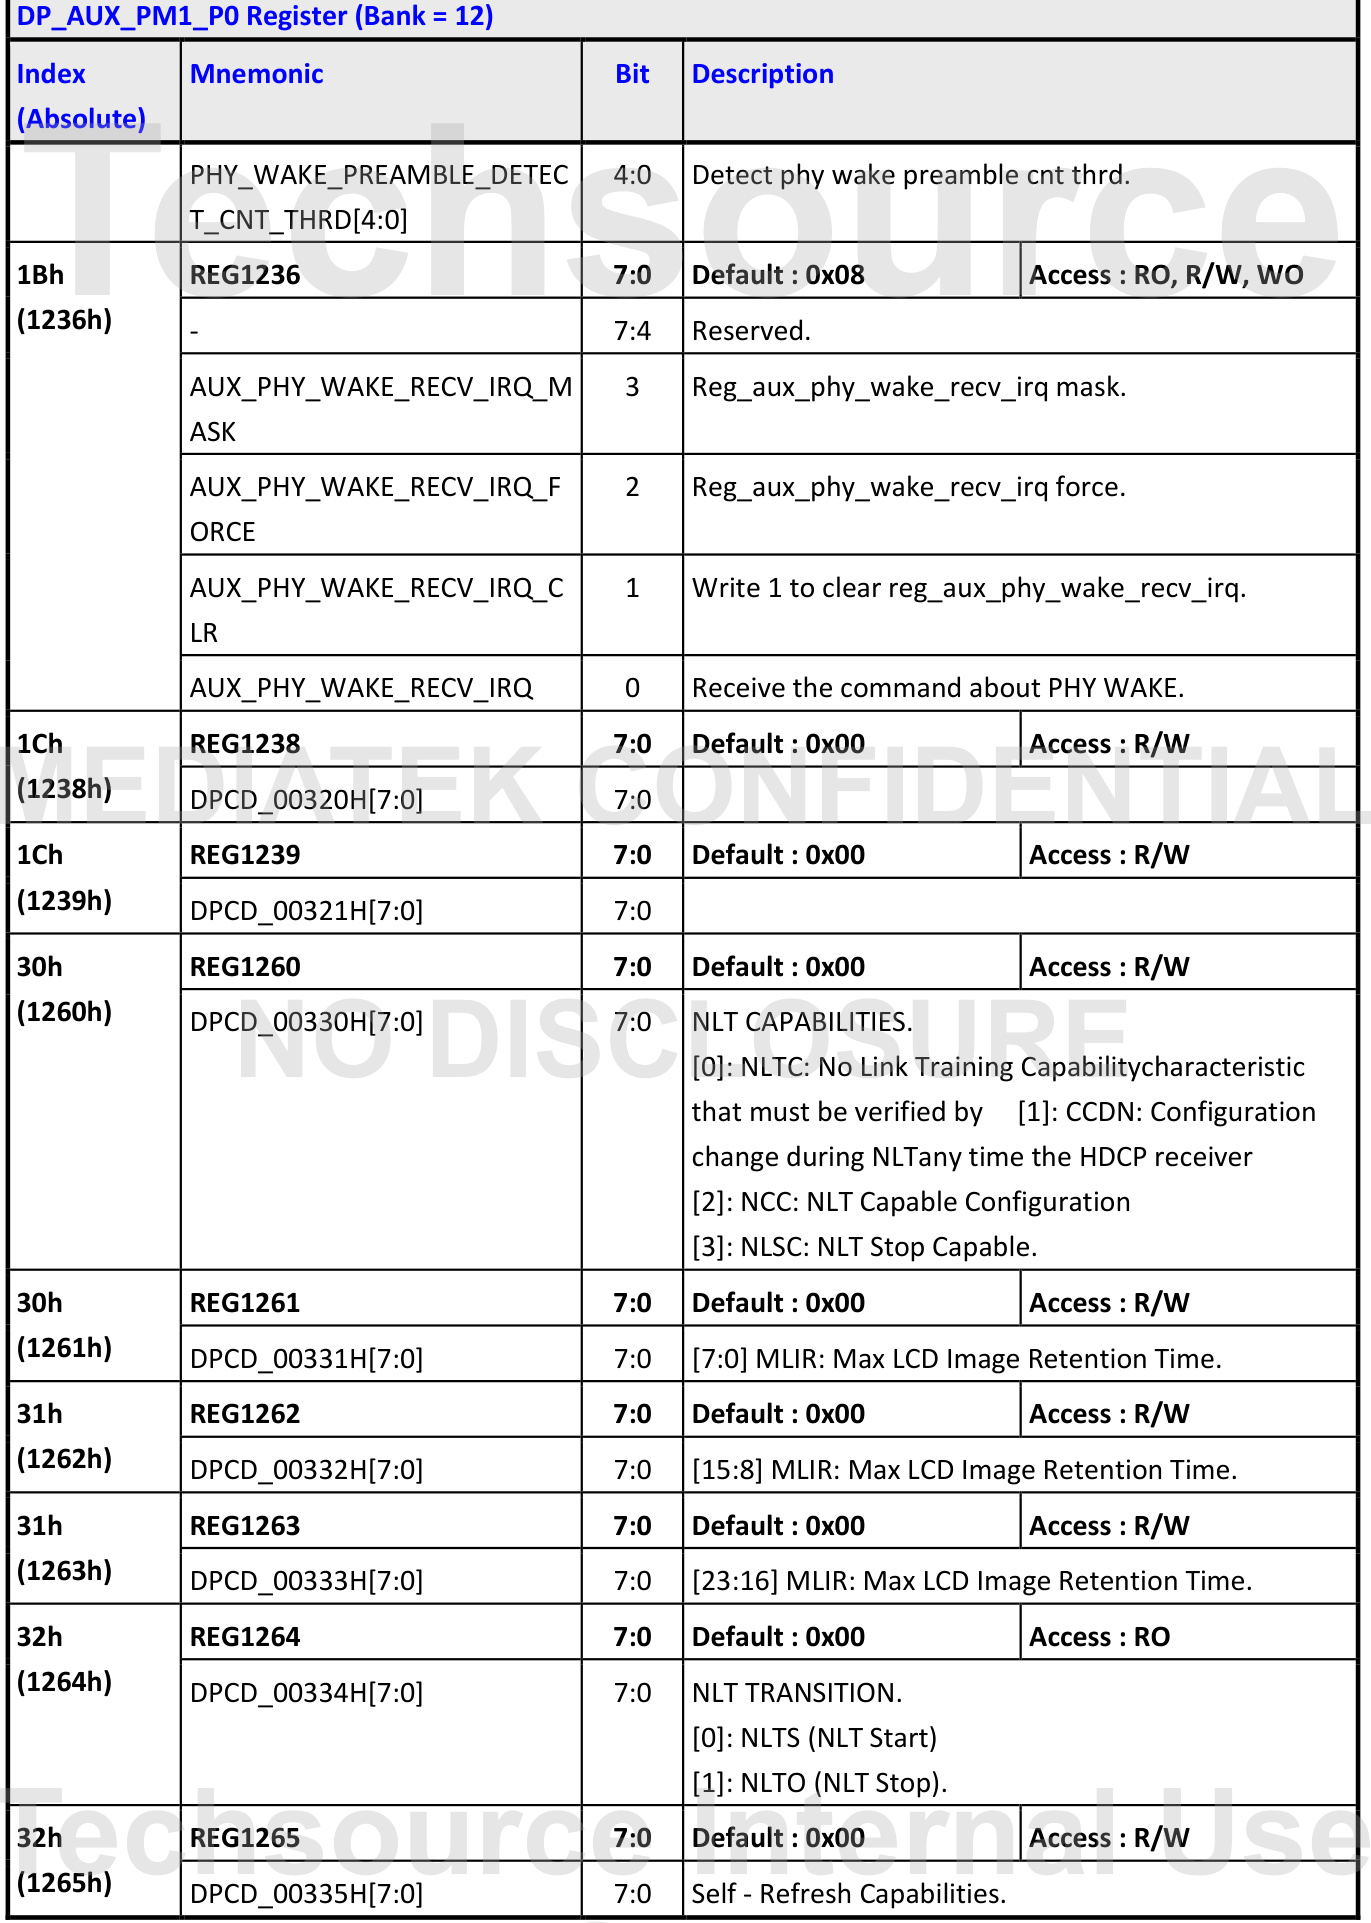 DP_AUX_PM1_P0 Register (Bank = 12)
Index Mnemonic Bit Description
(Absolute)
PHY_WAKE_PREAMBLE_DETEC 4:0 Detect phy wake preamble cnt thrd.
T_CNT_THRD[4:0]
Techsource
1Bh REG1236 7:0 Default : 0x08 Access : RO, R/W, WO
(1236h)
- 7:4 Reserved.
AUX_PHY_WAKE_RECV_IRQ_M 3 Reg_aux_phy_wake_recv_irq mask.
ASK
AUX_PHY_WAKE_RECV_IRQ_F 2 Reg_aux_phy_wake_recv_irq force.
ORCE
AUX_PHY_WAKE_RECV_IRQ_C 1 Write 1 to clear reg_aux_phy_wake_recv_irq.
LR
AUX_PHY_WAKE_RECV_IRQ 0 Receive the command about PHY WAKE.
1Ch REG1238 7:0 Default : 0x00 Access : R/W
(1238h)
MEDIATEK CONFIDENTIAL
DPCD_00320H[7:0] 7:0
1Ch REG1239 7:0 Default : 0x00 Access : R/W
(1239h)
DPCD_00321H[7:0] 7:0
30h REG1260 7:0 Default : 0x00 Access : R/W
(1260h)
DPCD_00330H[7:0] 7:0 NLT CAPABILITIES.
NO DISCLOSURE
[0]: NLTC: No Link Training Capabilitycharacteristic
that must be verified by [1]: CCDN: Configuration
change during NLTany time the HDCP receiver
[2]: NCC: NLT Capable Configuration
[3]: NLSC: NLT Stop Capable.
30h REG1261 7:0 Default : 0x00 Access : R/W
(1261h)
DPCD_00331H[7:0] 7:0 [7:0] MLIR: Max LCD Image Retention Time.
31h REG1262 7:0 Default : 0x00 Access : R/W
(1262h)
DPCD_00332H[7:0] 7:0 [15:8] MLIR: Max LCD Image Retention Time.
31h REG1263 7:0 Default : 0x00 Access : R/W
(1263h)
DPCD_00333H[7:0] 7:0 [23:16] MLIR: Max LCD Image Retention Time.
32h REG1264 7:0 Default : 0x00 Access : RO
(1264h)
DPCD_00334H[7:0] 7:0 NLT TRANSITION.
[0]: NLTS (NLT Start)
[1]: NLTO (NLT Stop).
Techsource Internal Use
32h REG1265 7:0 Default : 0x00 Access : R/W
(1265h)
DPCD_00335H[7:0] 7:0 Self - Refresh Capabilities.